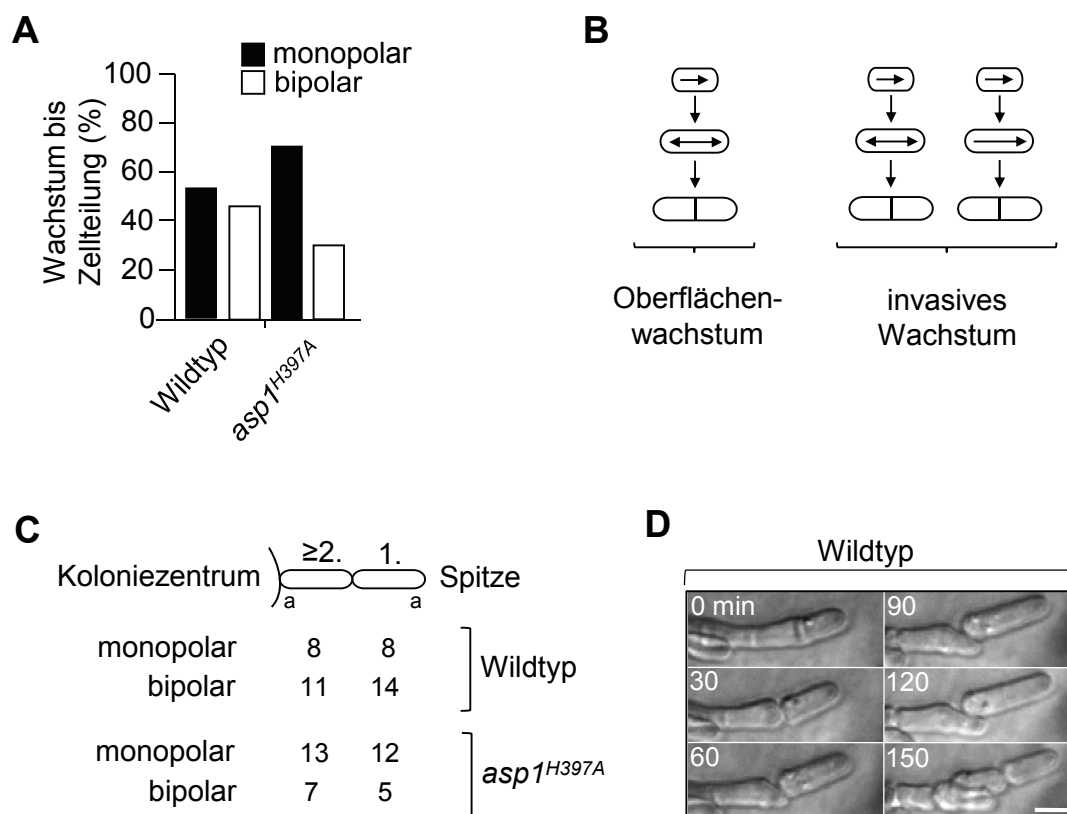 A
monopolar
bipolar
Wachstum bis
Zellteilung (%)
100
80
60
40
20
0
Wildtyp
asp1H397A
B
Oberflächen-
wachstum
invasives
Wachstum
C
≥2. 1.
Koloniezentrum Spitze
a a
monopolar 8 8
bipolar 11 14
Wildtyp
monopolar 13 12
bipolar 7 5
asp1H397A
D
Wildtyp
0 min 90
30 120
60 150